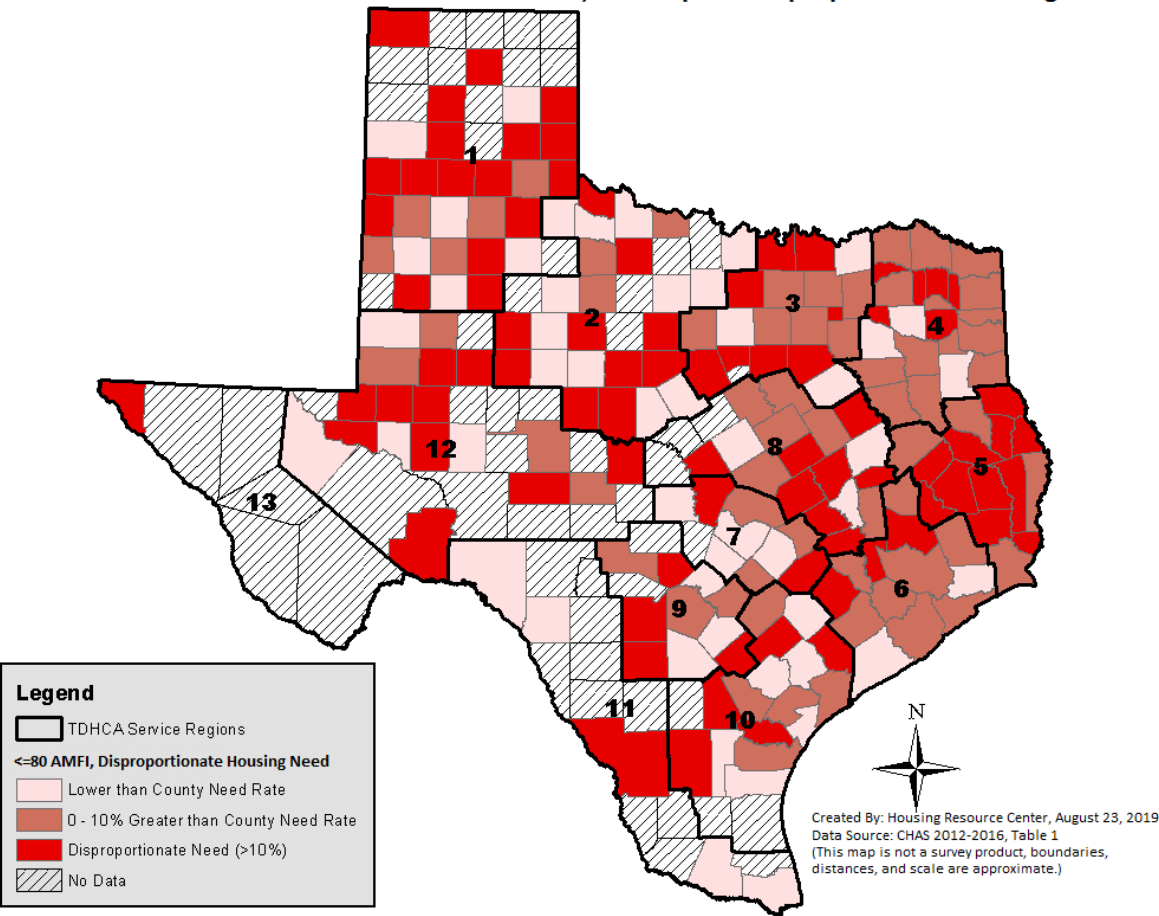 1
2
3
4
5
6
7
8
9
10
11
12
13
Legend
TDHCA Service Regions
<=80 AMFI, Disproportionate Housing Need
Lower than County Need Rate
0 - 10% Greater than County Need Rate
Disproportionate Need (>10%)
No Data
N
Created By: Housing Resource Center, August 23, 2019
Data Source: CHAS 2012-2016, Table 1
(This map is not a survey product, boundaries,
distances, and scale are approximate.)